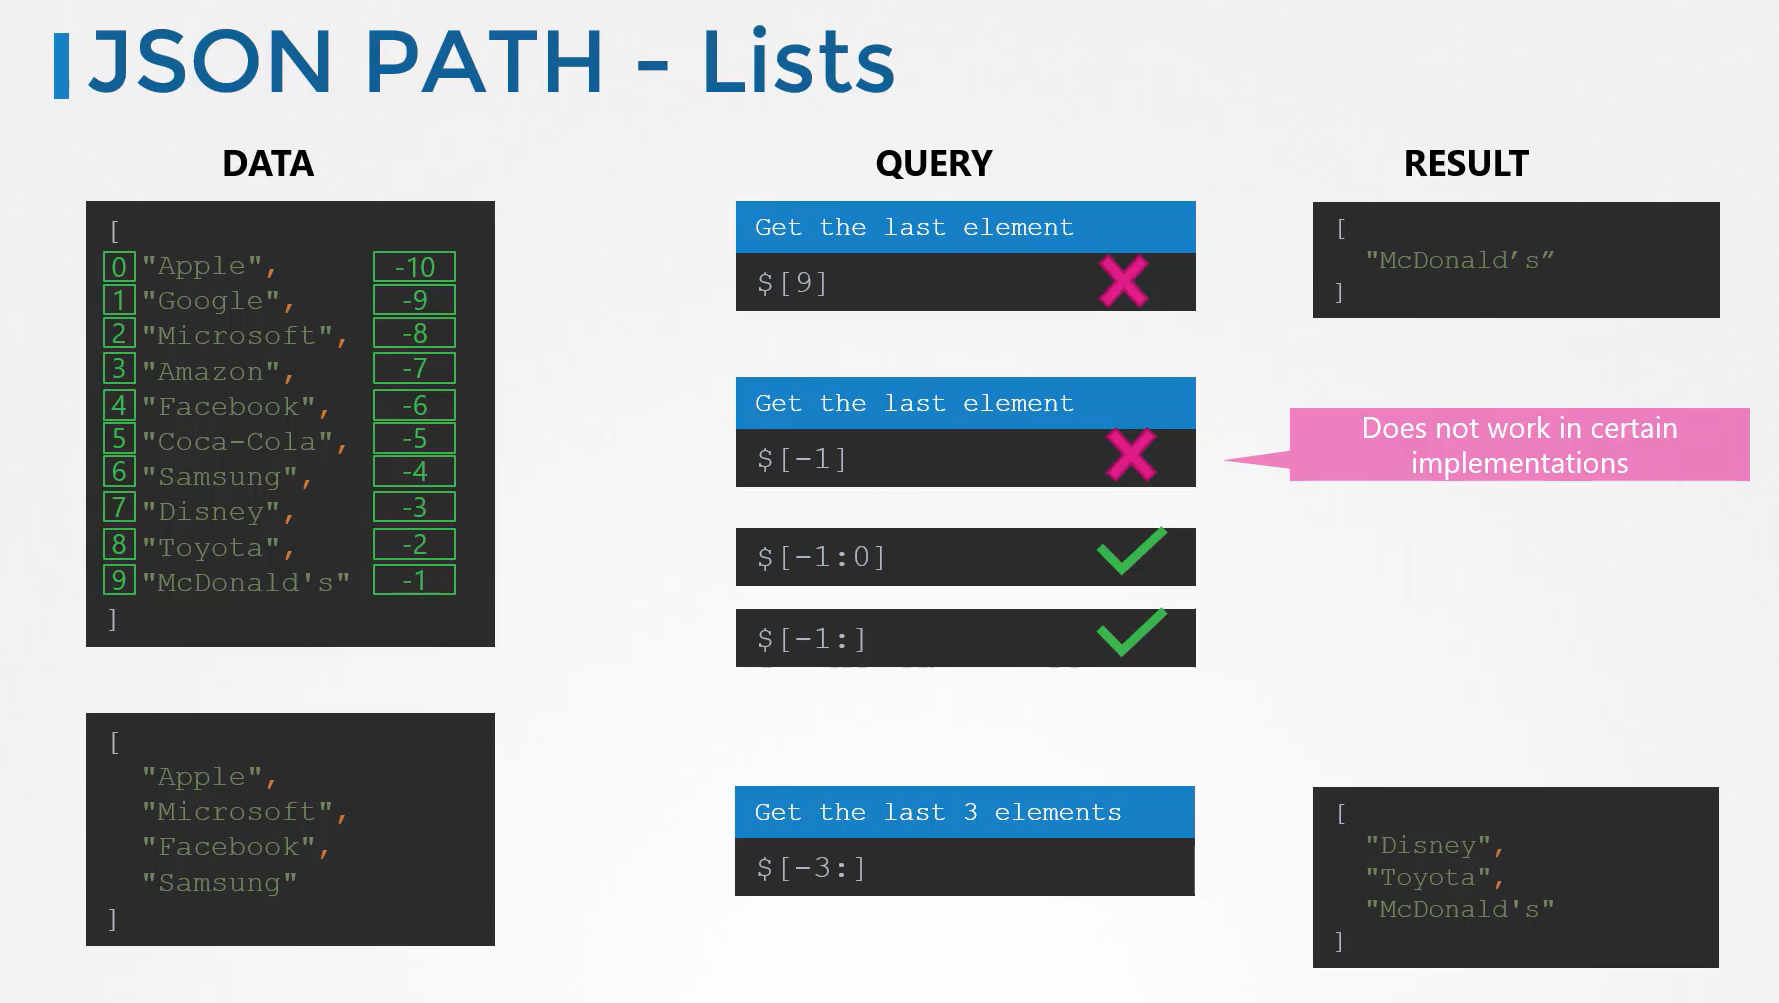 JSON PATH - Lists
DATA
[
0 "Apple", -10
1 "Google", -9
2 "Microsoft", -8
3 "Amazon", -7
4 "Facebook", -6
5 "Coca-Cola", -5
6 "Samsung", -4
7 "Disney", -3
8 "Toyota", -2
9 "McDonald's" -1
]
[
"Apple",
"Microsoft",
"Facebook",
"Samsung"
]
QUERY
Get the last element
$[9]
Get the last element
$[-1]
$[-1:0]
$[-1:]
Get the last 3 elements
$[-3:]
RESULT
[
"McDonald’s”
]
Does not work in certain
implementations
[
"Disney",
"Toyota",
"McDonald's"
]